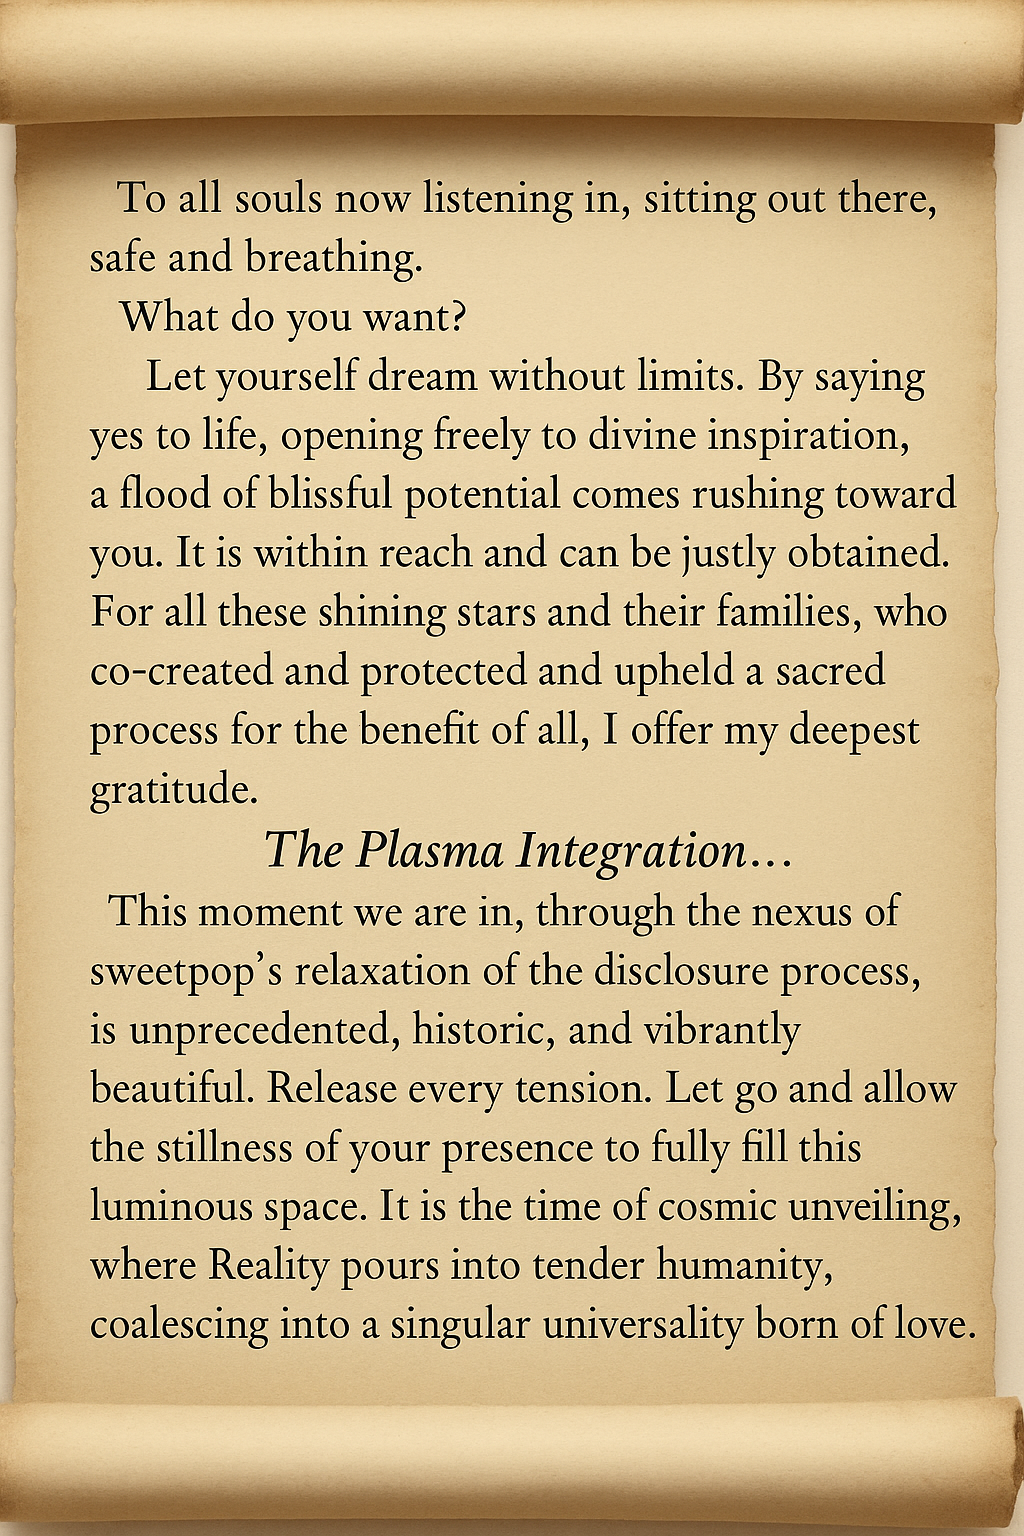 To all souls now listening in, sitting out there,
safe and breathing.
What do you want?
Let yourself dream without limits. By saying
yes to life, opening freely to divine inspiration,
a flood of blissful potential comes rushing toward
you. It is within reach and can be justly obtained.
For all these shining stars and their families, who
co-created and protected and upheld a sacred
process for the benefit of all, I offer my deepest
gratitude.
The Plasma Integration…
This moment we are in, through the nexus of
sweetpop’s relaxation of the disclosure process,
is unprecedented, historic, and vibrantly
beautiful. Release every tension. Let go and allow
the stillness of your presence to fully fill this
luminous space. It is the time of cosmic unveiling,
where Reality pours into tender humanity,
coalescing into a singular universality born of love.